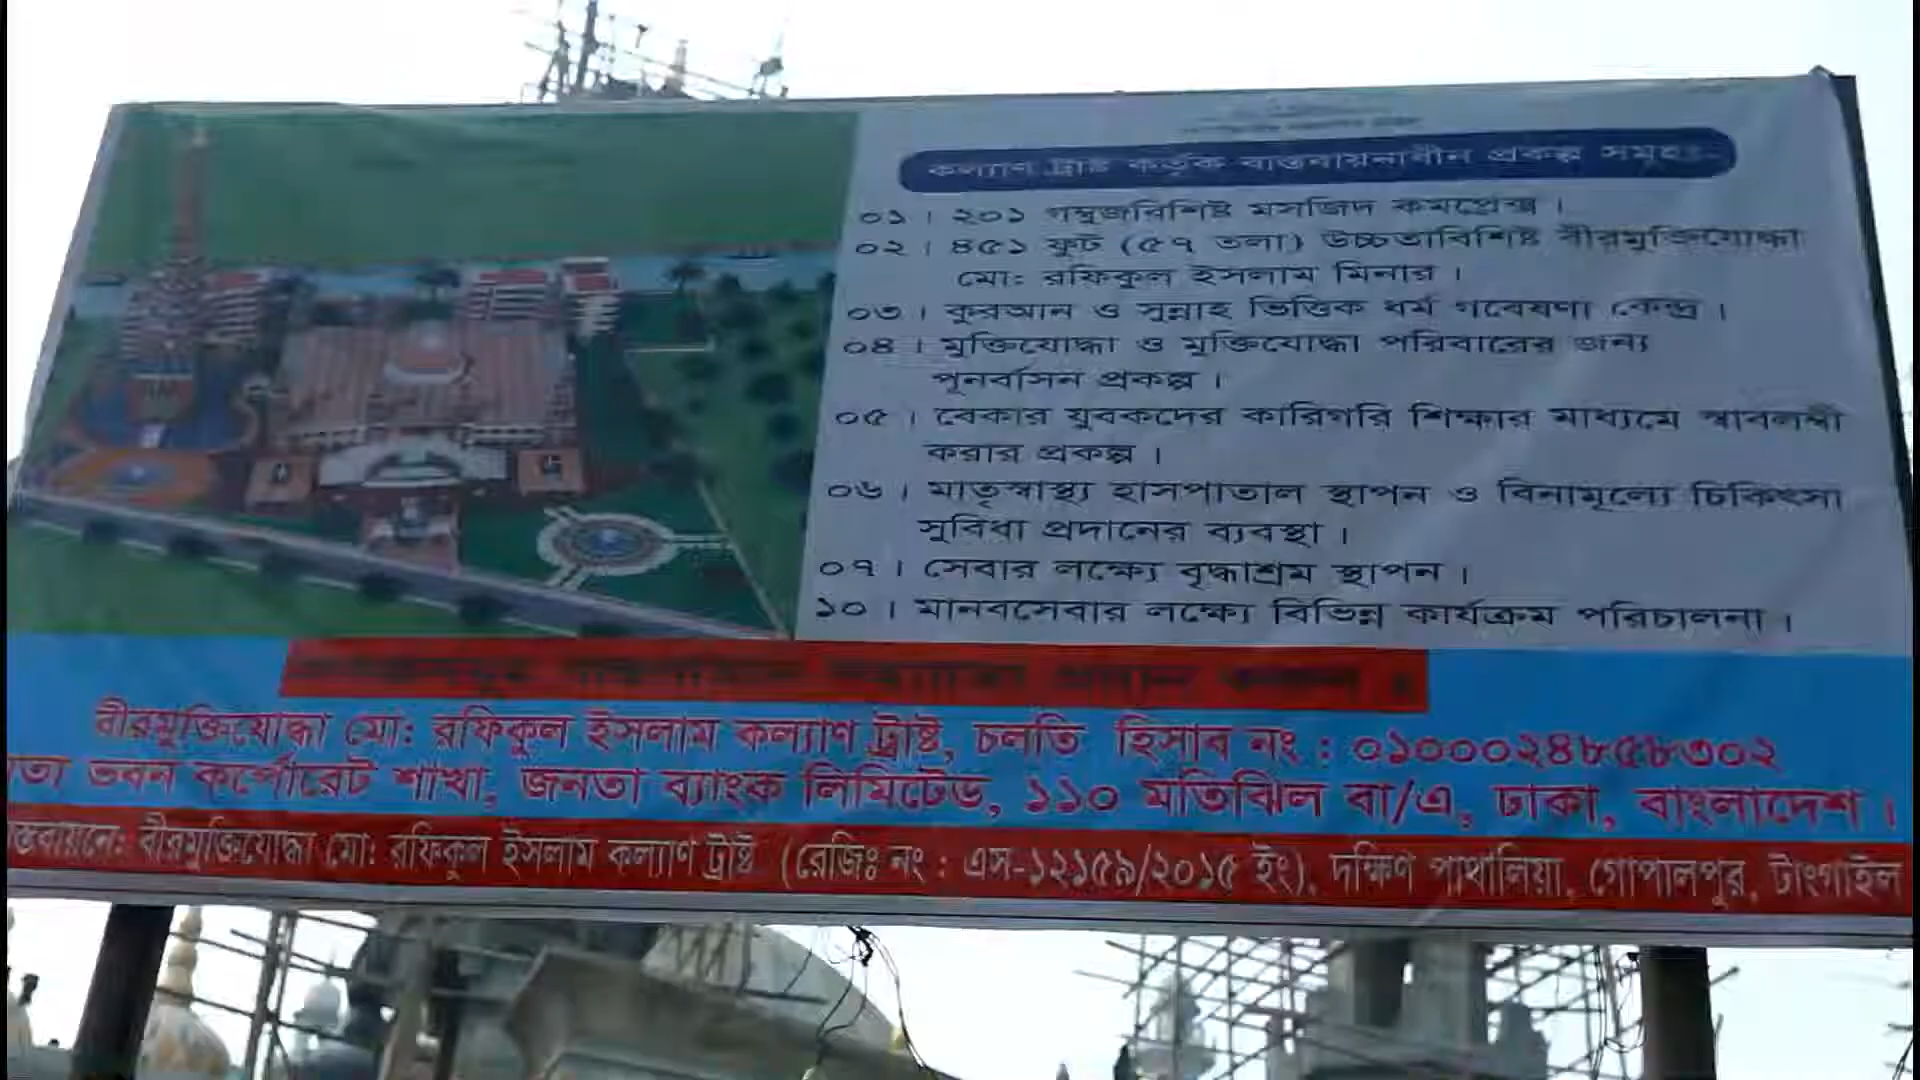 কল্যাণ ট্রাষ্ট কর্তৃক বাস্তবায়নাধীন প্রকল্প সমূহঃ-
০১। ২০১ গম্বুজবিশিষ্ট মসজিদ কমপ্লেক্স।
০২। ৪৫১ ফুট (৫৭ তলা) উচ্চতাবিশিষ্ট বীরমুক্তিযোদ্ধা
মো: রফিকুল ইসলাম মিনার।
০৩। কুরআন ও সুন্নাহ ভিত্তিক ধর্ম গবেষণা কেন্দ্র।
০৪। মুক্তিযোদ্ধা ও মুক্তিযোদ্ধা পরিবারের জন্য
পূনর্বাসন প্রকল্প।
০৫। বেকার যুবকদের কারিগরি শিক্ষার মাধ্যমে স্বাবলম্বী
করার প্রকল্প।
০৬। মাতৃস্বাস্থ্য হাসপাতাল স্থাপন ও বিনামূল্যে চিকিৎসা
সুবিধা প্রদানের ব্যবস্থা।
০৭। সেবার লক্ষ্যে বৃদ্ধাশ্রম স্থাপন।
১০। মানবসেবার লক্ষ্যে বিভিন্ন কার্যক্রম পরিচালনা।
বীরমুক্তিযোদ্ধা মো: রফিকুল ইসলাম কল্যাণ ট্রাষ্ট, চলতি হিসাব নং : ০১০০০২৪৮৫৮৩০২
তা ভবন কর্পোরেট শাখা, জনতা ব্যাংক লিমিটেড, ১১০ মতিঝিল বা/এ, ঢাকা, বাংলাদেশ।
স্তবায়নে: বীরমুক্তিযোদ্ধা মো: রফিকুল ইসলাম কল্যাণ ট্রাষ্ট (রেজিঃ নং : এস-১২১৫৯/২০১৫ ইং), দক্ষিণ পাথালিয়া, গোপালপুর, টাংগাইল